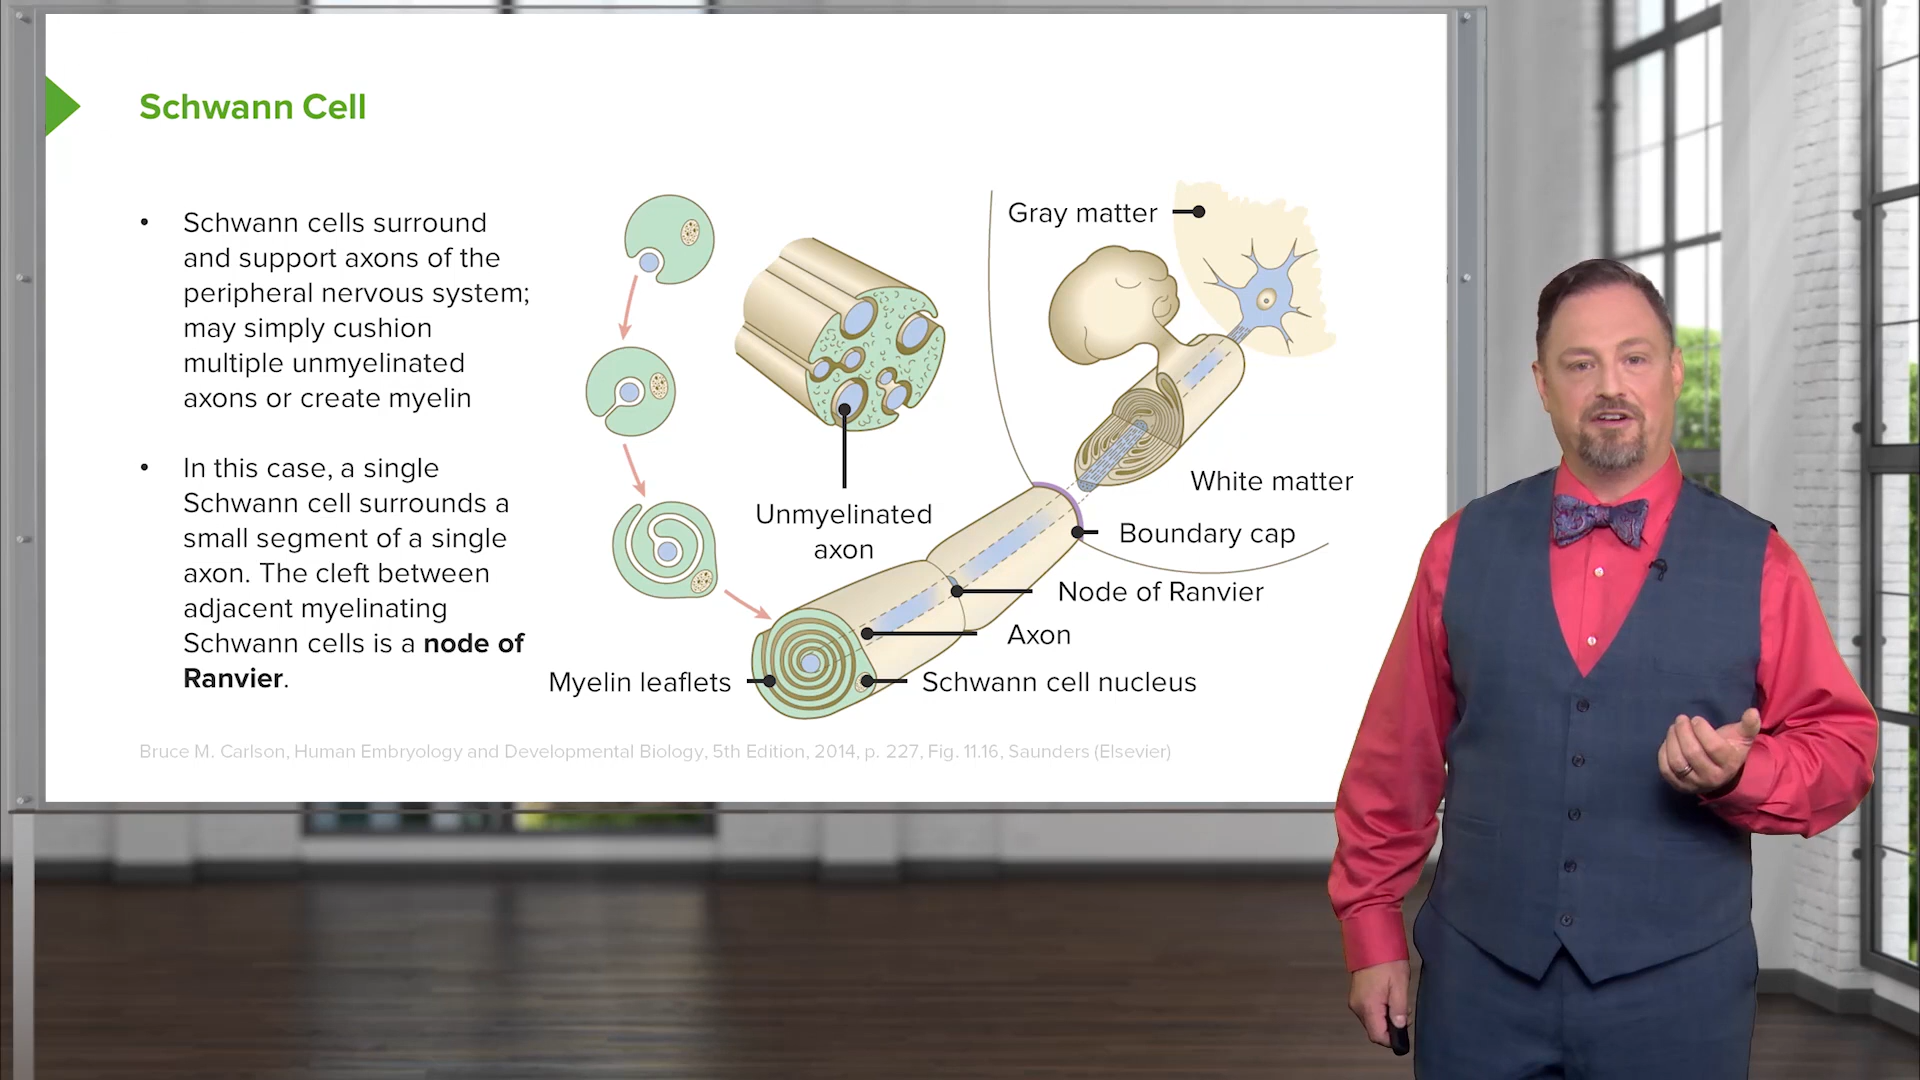 Schwann Cell
• Schwann cells surround
and support axons of the
peripheral nervous system;
may simply cushion
multiple unmyelinated
axons or create myelin
• In this case, a single
Schwann cell surrounds a
small segment of a single
axon. The cleft between
adjacent myelinating
Schwann cells is a node of
Ranvier.
Gray matter
Unmyelinated
axon
White matter
Boundary cap
Node of Ranvier
Axon
Myelin leaflets
Schwann cell nucleus
Bruce M. Carlson, Human Embryology and Developmental Biology, 5th Edition, 2014, p. 227, Fig. 11.16, Saunders (Elsevier)